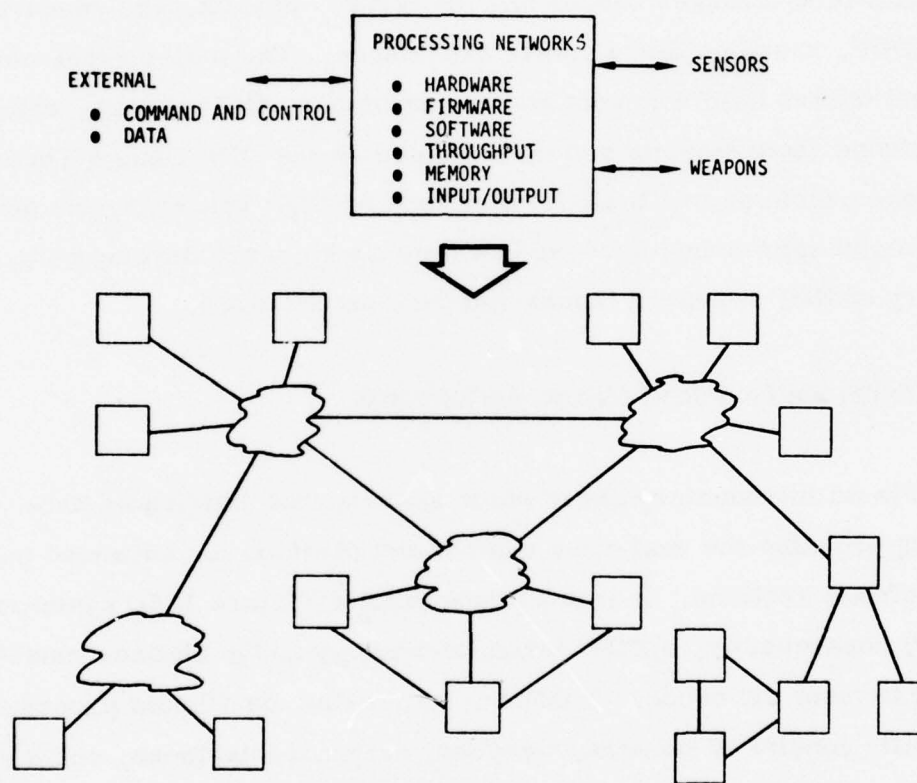 PROCESSING NETWORKS
EXTERNAL
• COMMAND AND CONTROL
• DATA
• HARDWARE
• FIRMWARE
• SOFTWARE
• THROUGHPUT
• MEMORY
• INPUT/OUTPUT
SENSORS
WEAPONS